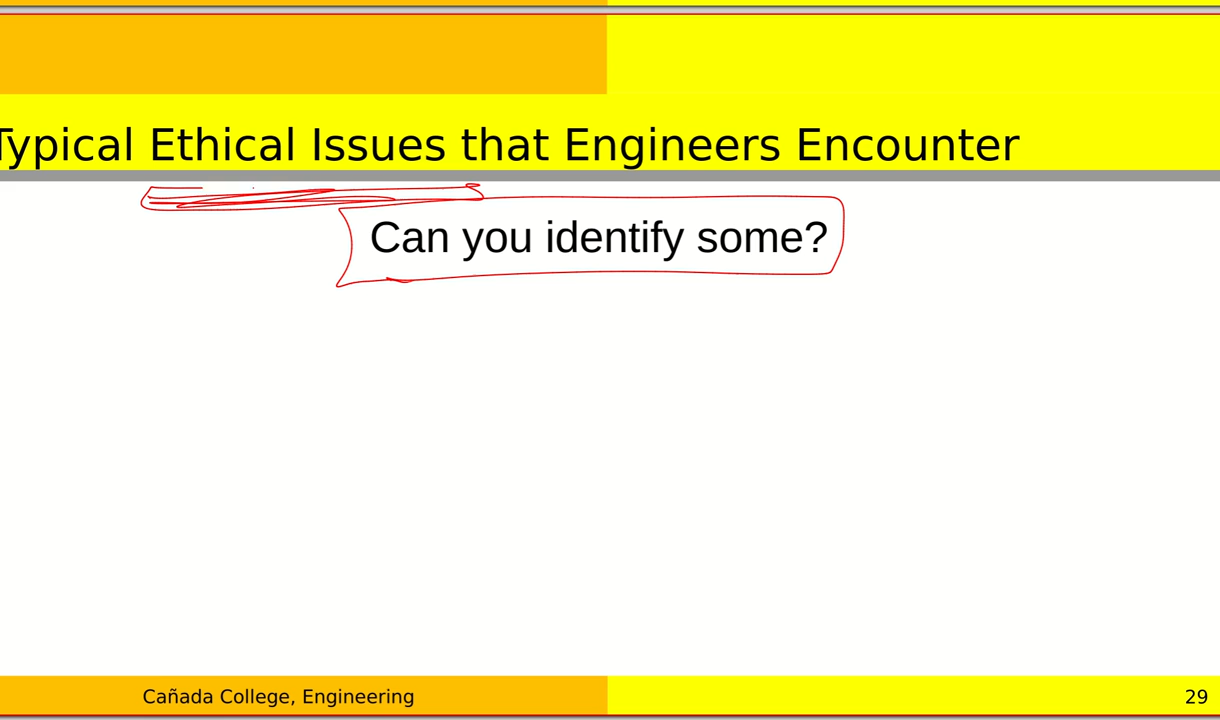 Typical Ethical Issues that Engineers Encounter
Can you identify some?
Cañada College, Engineering
29